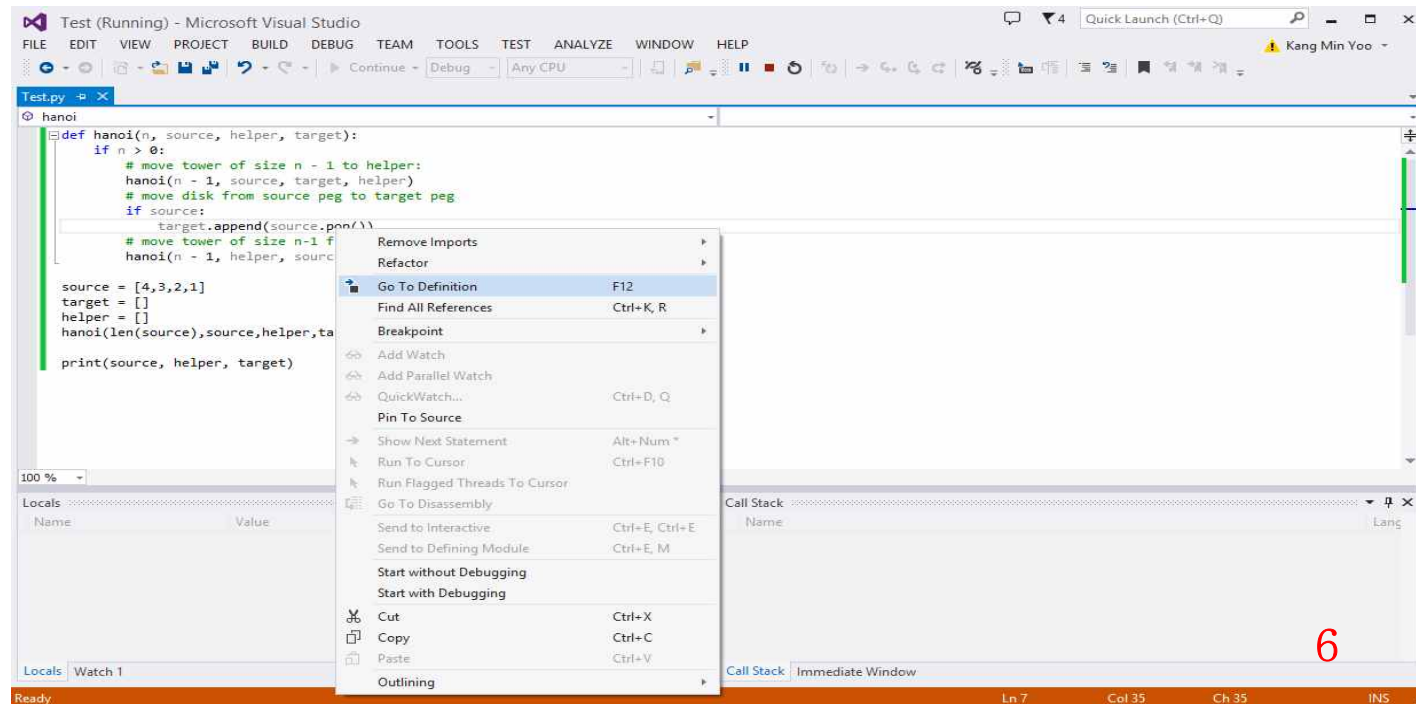 Test (Running) - Microsoft Visual Studio
4
Quick Launch (Ctrl+Q)
FILE EDIT VIEW PROJECT BUILD DEBUG TEAM TOOLS TEST ANALYZE WINDOW HELP
Kang Min Yoo
Continue
Debug
Any CPU
Test.py
hanoi
def hanoi(n, source, helper, target):
if n > 0:
# move tower of size n - 1 to helper:
hanoi(n - 1, source, target, helper)
# move disk from source peg to target peg
if source:
target.append(source.pop())
# move tower of size n-1 f
hanoi(n - 1, helper, sourc
source = [4,3,2,1]
target = []
helper = []
hanoi(len(source),source,helper,ta
print(source, helper, target)
Remove Imports
Refactor
Go To Definition F12
Find All References Ctrl+K, R
Breakpoint
Add Watch
Add Parallel Watch
QuickWatch... Ctrl+D, Q
Pin To Source
Show Next Statement Alt+Num *
Run To Cursor Ctrl+F10
Run Flagged Threads To Cursor
Go To Disassembly
Send to Interactive Ctrl+E, Ctrl+E
Send to Defining Module Ctrl+E, M
Start without Debugging
Start with Debugging
Cut Ctrl+X
Copy Ctrl+C
Paste Ctrl+V
Outlining
100 %
Locals
Name Value
Call Stack
Name Lang
6
Locals Watch 1
Call Stack Immediate Window
Ready Ln 7 Col 35 Ch 35 INS